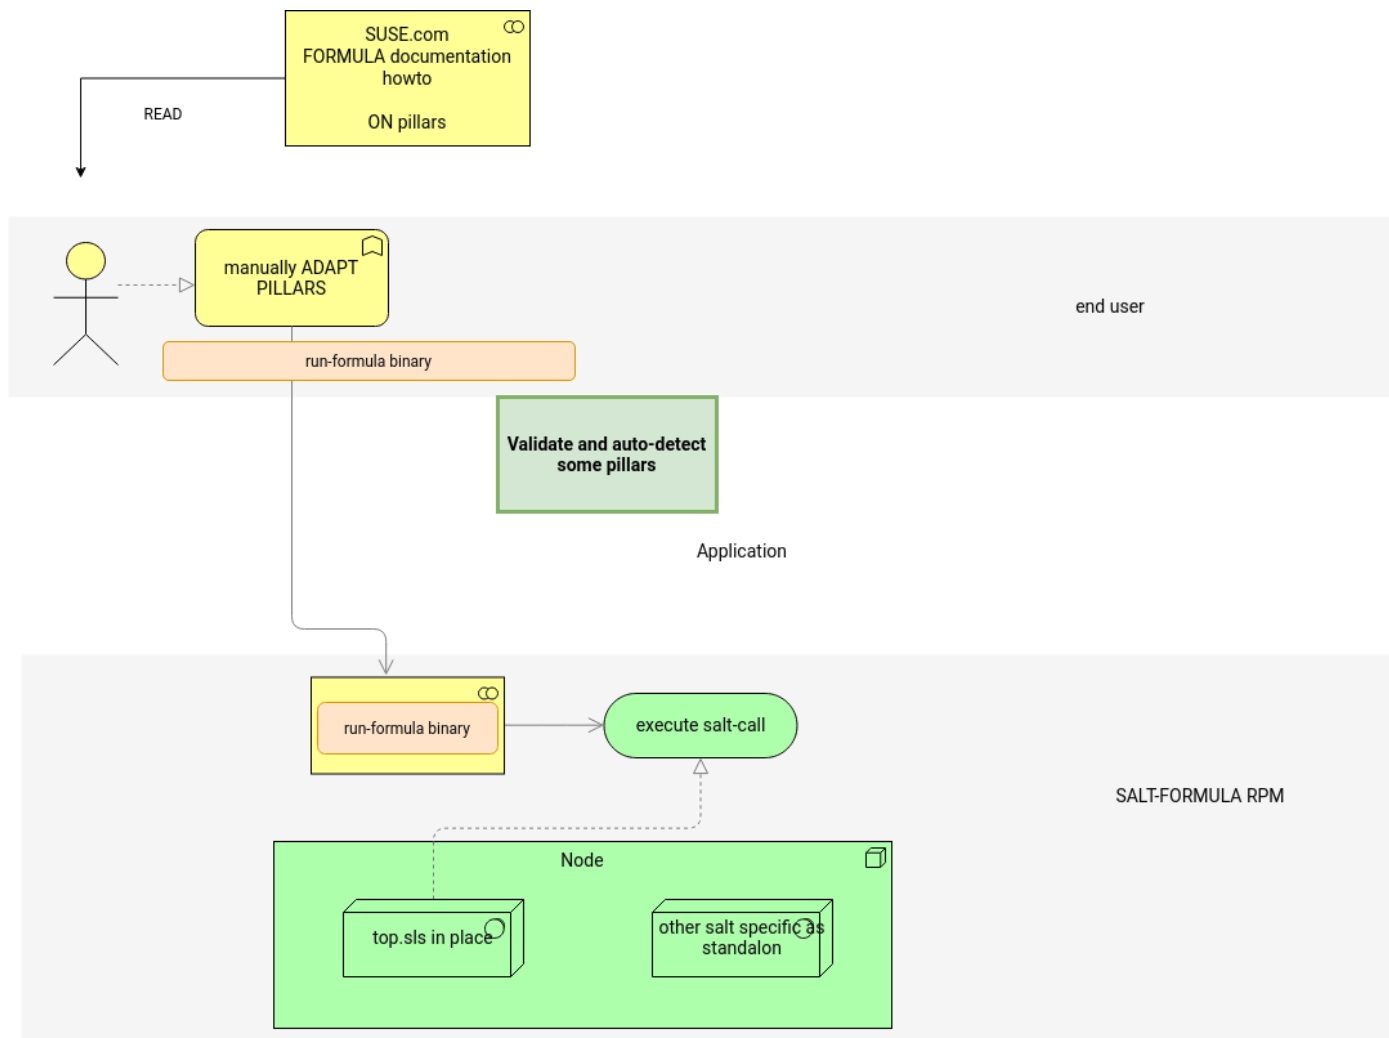 SUSE.com
FORMULA documentation
howto
ON pillars
READ
manually ADAPT
PILLARS
end user
run-formula binary
Validate and auto-detect
some pillars
Application
run-formula binary
execute salt-call
SALT-FORMULA RPM
Node
top.sls in place
other salt specific as
standalon